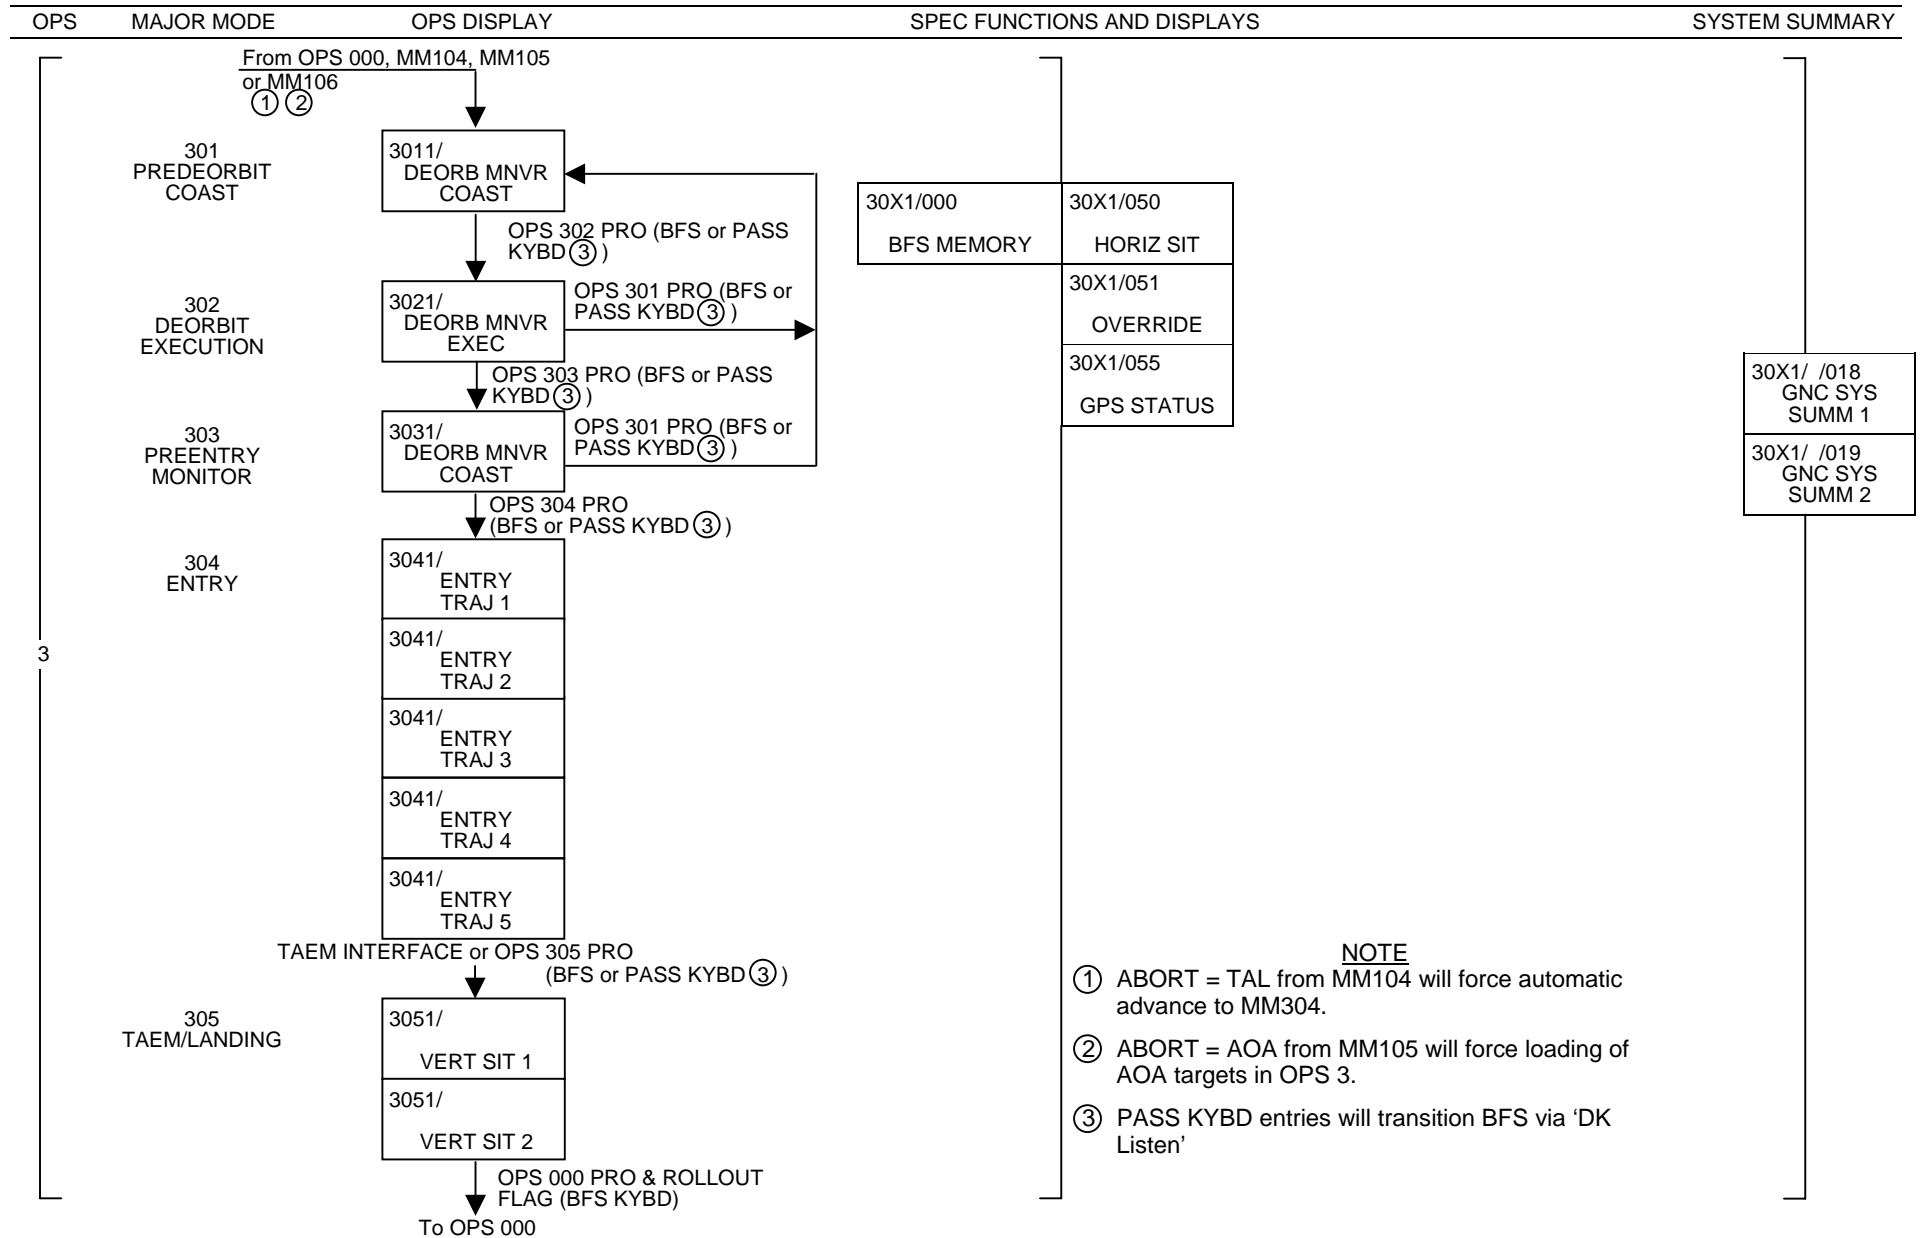 OPS MAJOR MODE OPS DISPLAY SPEC FUNCTIONS AND DISPLAYS SYSTEM SUMMARY
From OPS 000, MM104, MM105
or MM106
① ②
301
PREDEORBIT
COAST
3011/
DEORB MNVR
COAST
OPS 302 PRO (BFS or PASS
KYBD ③ )
302
DEORBIT
EXECUTION
3021/
DEORB MNVR
EXEC
OPS 301 PRO (BFS or
PASS KYBD ③ )
OPS 303 PRO (BFS or PASS
KYBD ③ )
303
PREENTRY
MONITOR
3031/
DEORB MNVR
COAST
OPS 301 PRO (BFS or
PASS KYBD ③ )
OPS 304 PRO
(BFS or PASS KYBD ③ )
304
ENTRY
3041/
ENTRY
TRAJ 1
3041/
ENTRY
TRAJ 2
3
3041/
ENTRY
TRAJ 3
3041/
ENTRY
TRAJ 4
3041/
ENTRY
TRAJ 5
TAEM INTERFACE or OPS 305 PRO
(BFS or PASS KYBD ③ )
305
TAEM/LANDING
3051/
VERT SIT 1
3051/
VERT SIT 2
OPS 000 PRO & ROLLOUT
FLAG (BFS KYBD)
To OPS 000
30X1/000
BFS MEMORY
30X1/050
HORIZ SIT
30X1/051
OVERRIDE
30X1/055
GPS STATUS
30X1/ /018
GNC SYS
SUMM 1
30X1/ /019
GNC SYS
SUMM 2
NOTE
① ABORT = TAL from MM104 will force automatic
advance to MM304.
② ABORT = AOA from MM105 will force loading of
AOA targets in OPS 3.
③ PASS KYBD entries will transition BFS via ‘DK
Listen’